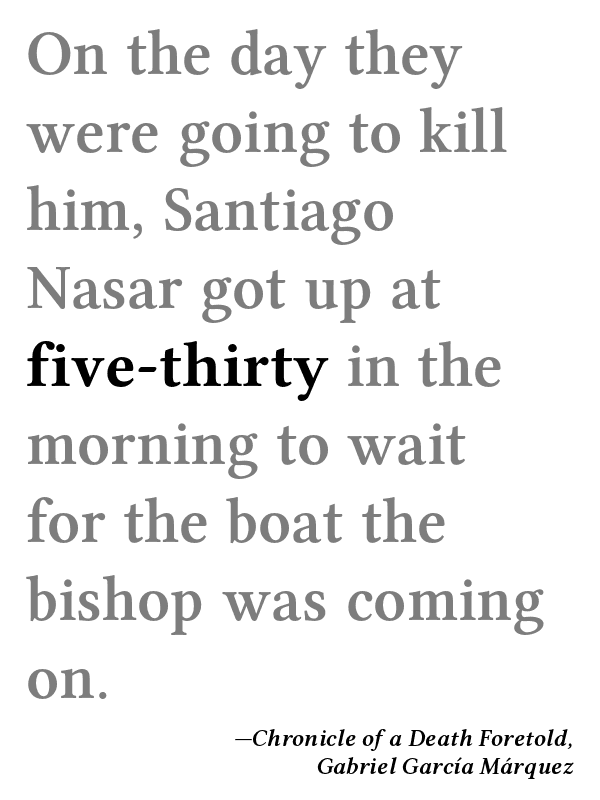 On the day they
were going to kill
him, Santiago
Nasar got up at
five-thirty in the
morning to wait
for the boat the
bishop was coming
on.
—Chronicle of a Death Foretold,
Gabriel García Márquez